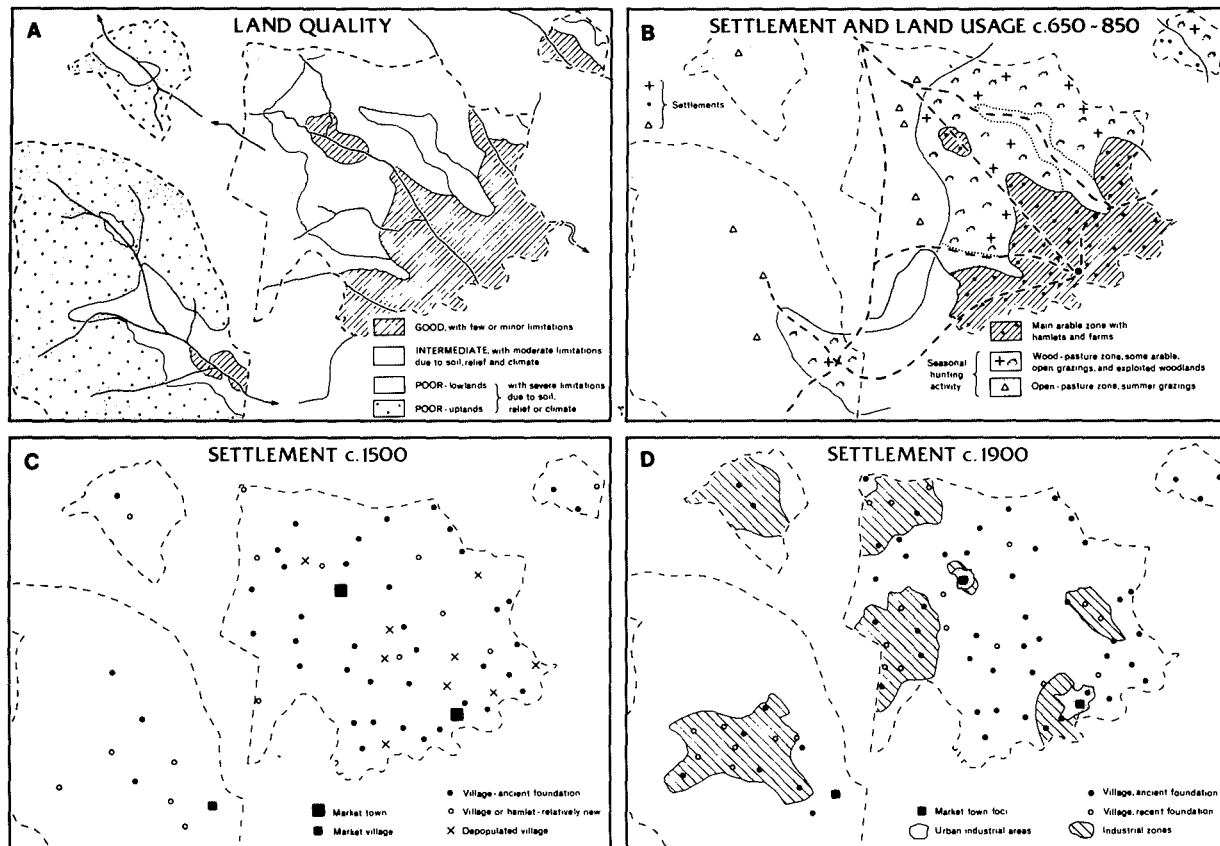 A
LAND QUALITY
GOOD, with few or minor limitations
INTERMEDIATE, with moderate limitations
due to soil, relief and climate
POOR - lowlands
POOR - uplands
with severe limitations
due to soil,
relief or climate
B
SETTLEMENT AND LAND USAGE c.650-850
Settlements
Main arable zone with
hamlets and farms
Seasonal
hunting
activity
Wood-pasture zone, some arable,
open grazings, and exploited woodlands
Open-pasture zone, summer grazings
C
SETTLEMENT c.1500
Market town
Market village
Village - ancient foundation
Village or hamlet - relatively new
Depopulated village
D
SETTLEMENT c.1900
Market town foci
Urban industrial areas
Village, ancient foundation
Village, recent foundation
Industrial zones